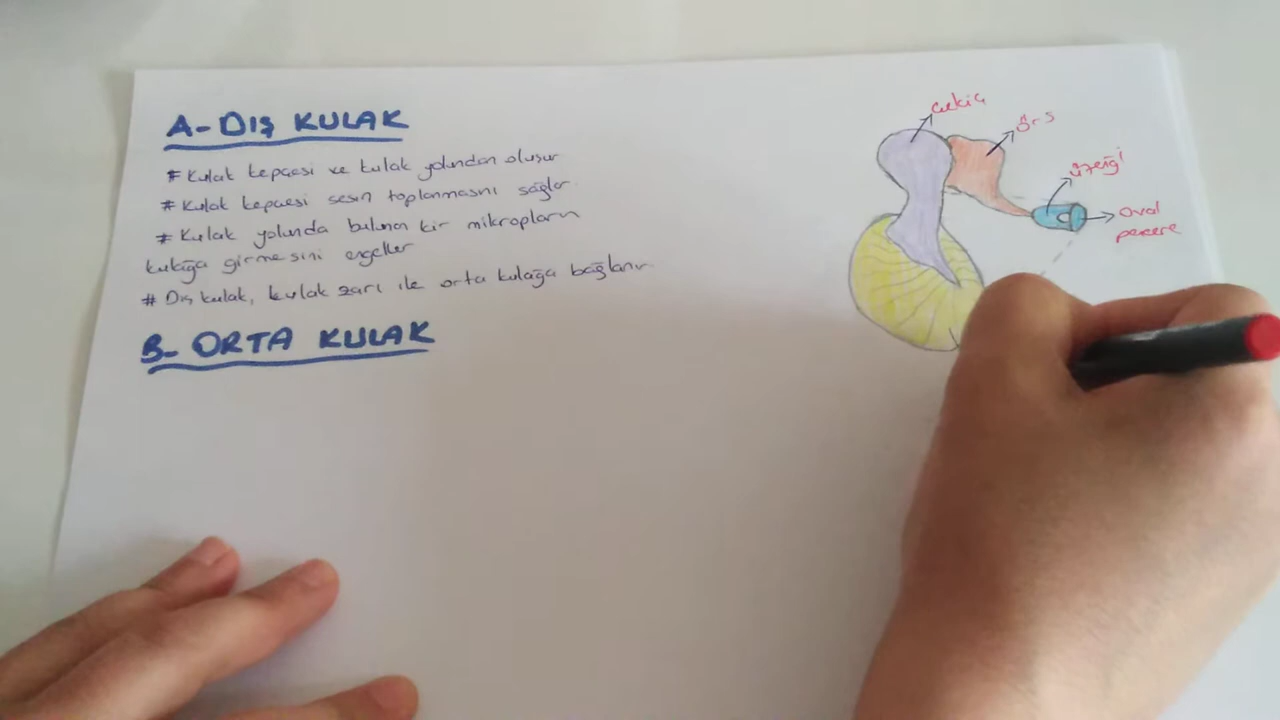 A- DIŞ KULAK
# Kulak kepçesi ve kulak yolundan oluşur
# Kulak kepçesi sesin toplanmasını sağlar
# Kulak yolunda bulunan kir mikropların
kulağa girmesini engeller
# Dış kulak, kulak zarı ile orta kulağa bağlanır
B- ORTA KULAK
Çekiç
Örs
Üzengi
Oval
pencere